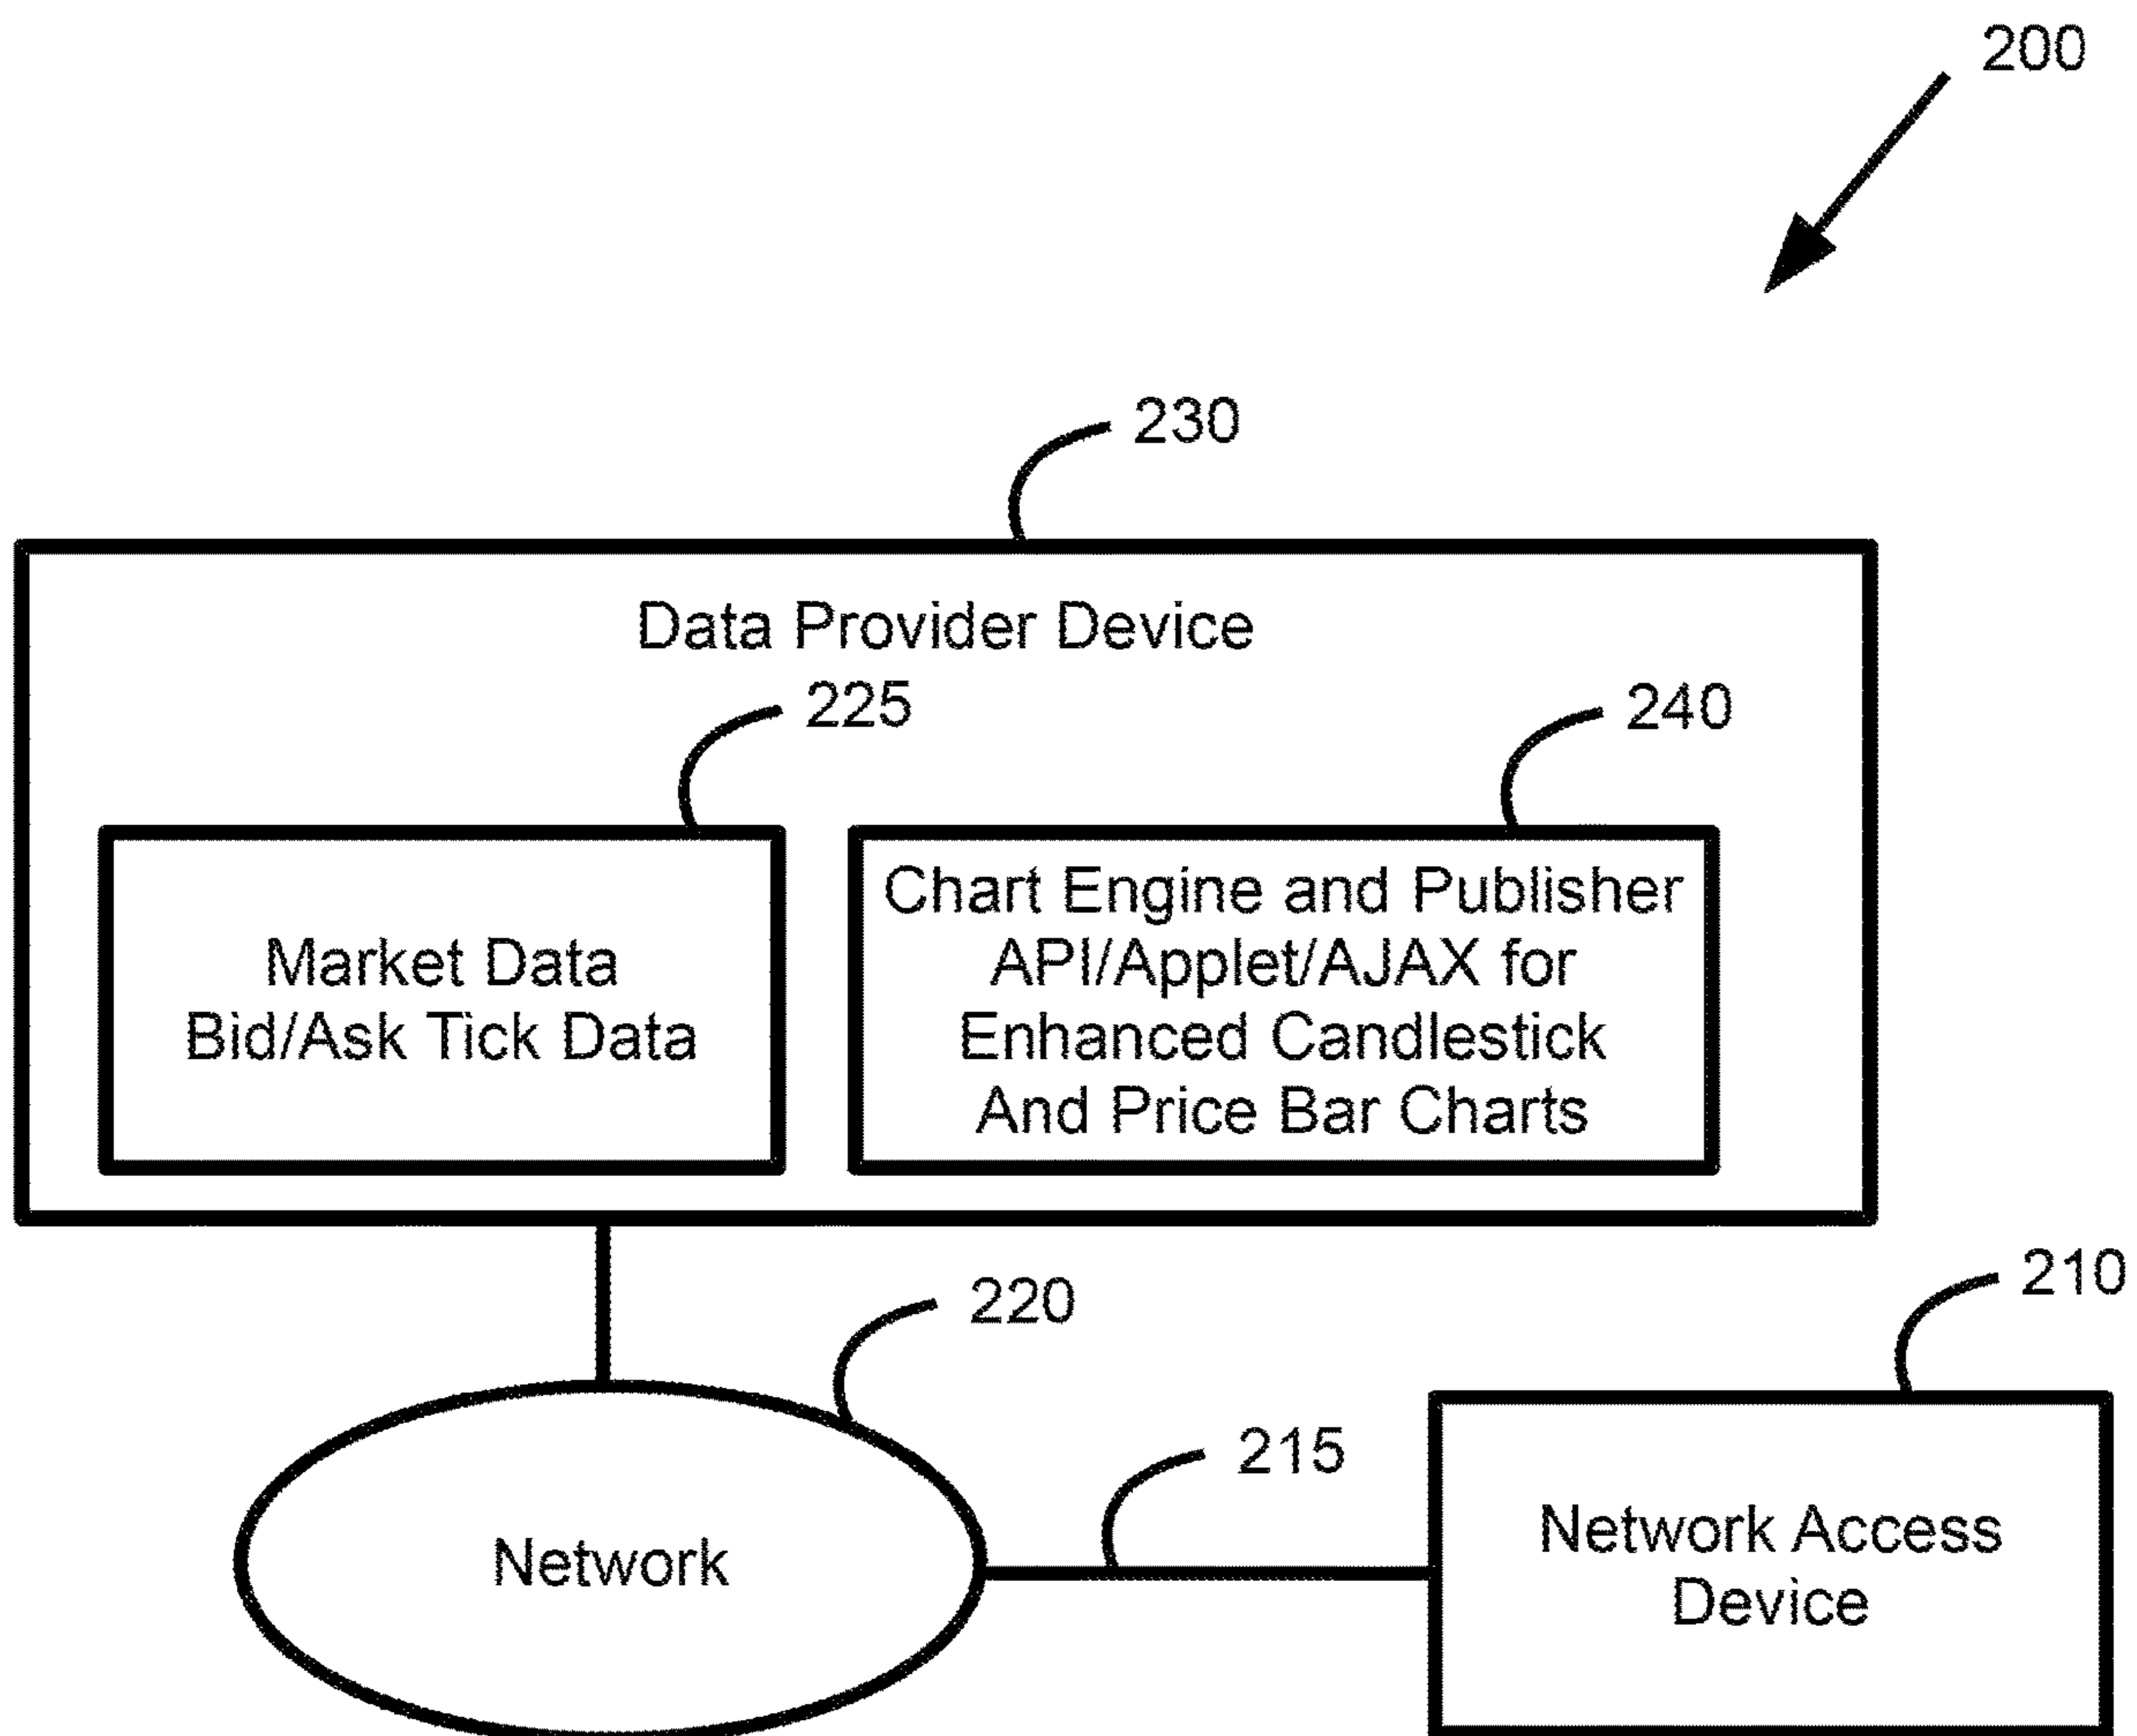 200
230
Data Provider Device
225
240
Market Data
Bid/Ask Tick Data
Chart Engine and Publisher
API/Applet/AJAX for
Enhanced Candlestick
And Price Bar Charts
220
210
215
Network
Network Access
Device